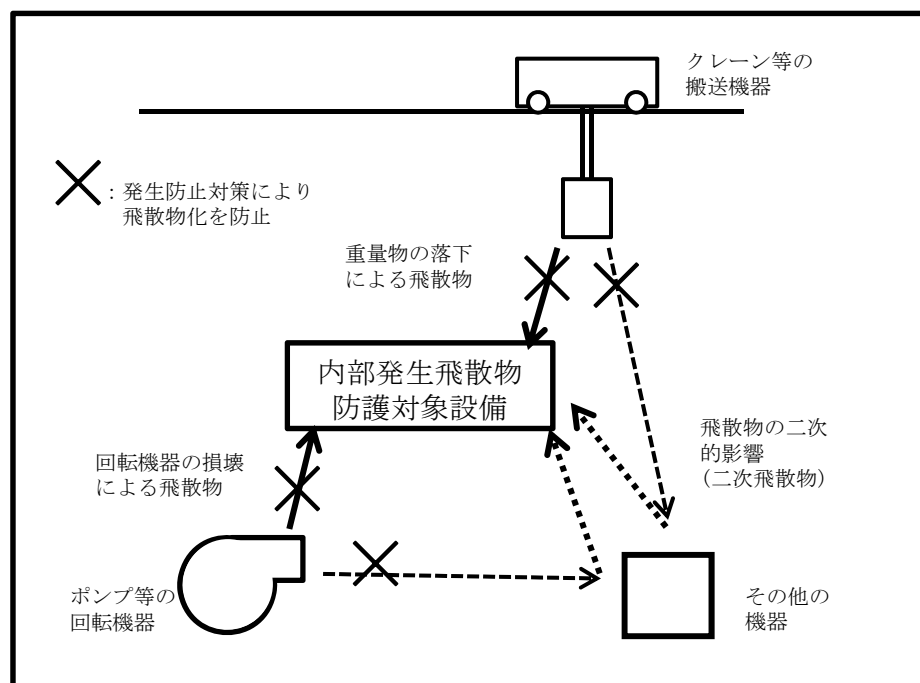 クレーン等の
搬送機器
：発生防止対策により
飛散物化を防止
重量物の落下
による飛散物
内部発生飛散物
防護対象設備
飛散物の二次
的影響
(二次飛散物)
回転機器の損壊
による飛散物
ポンプ等の
回転機器
その他の
機器